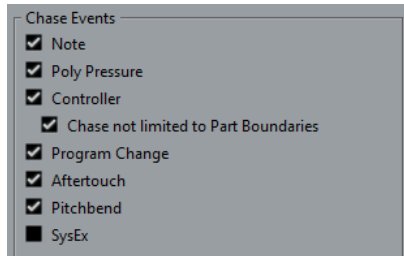 Chase Events
Note
Poly Pressure
Controller
Chase not limited to Part Boundaries
Program Change
Aftertouch
Pitchbend
SysEx